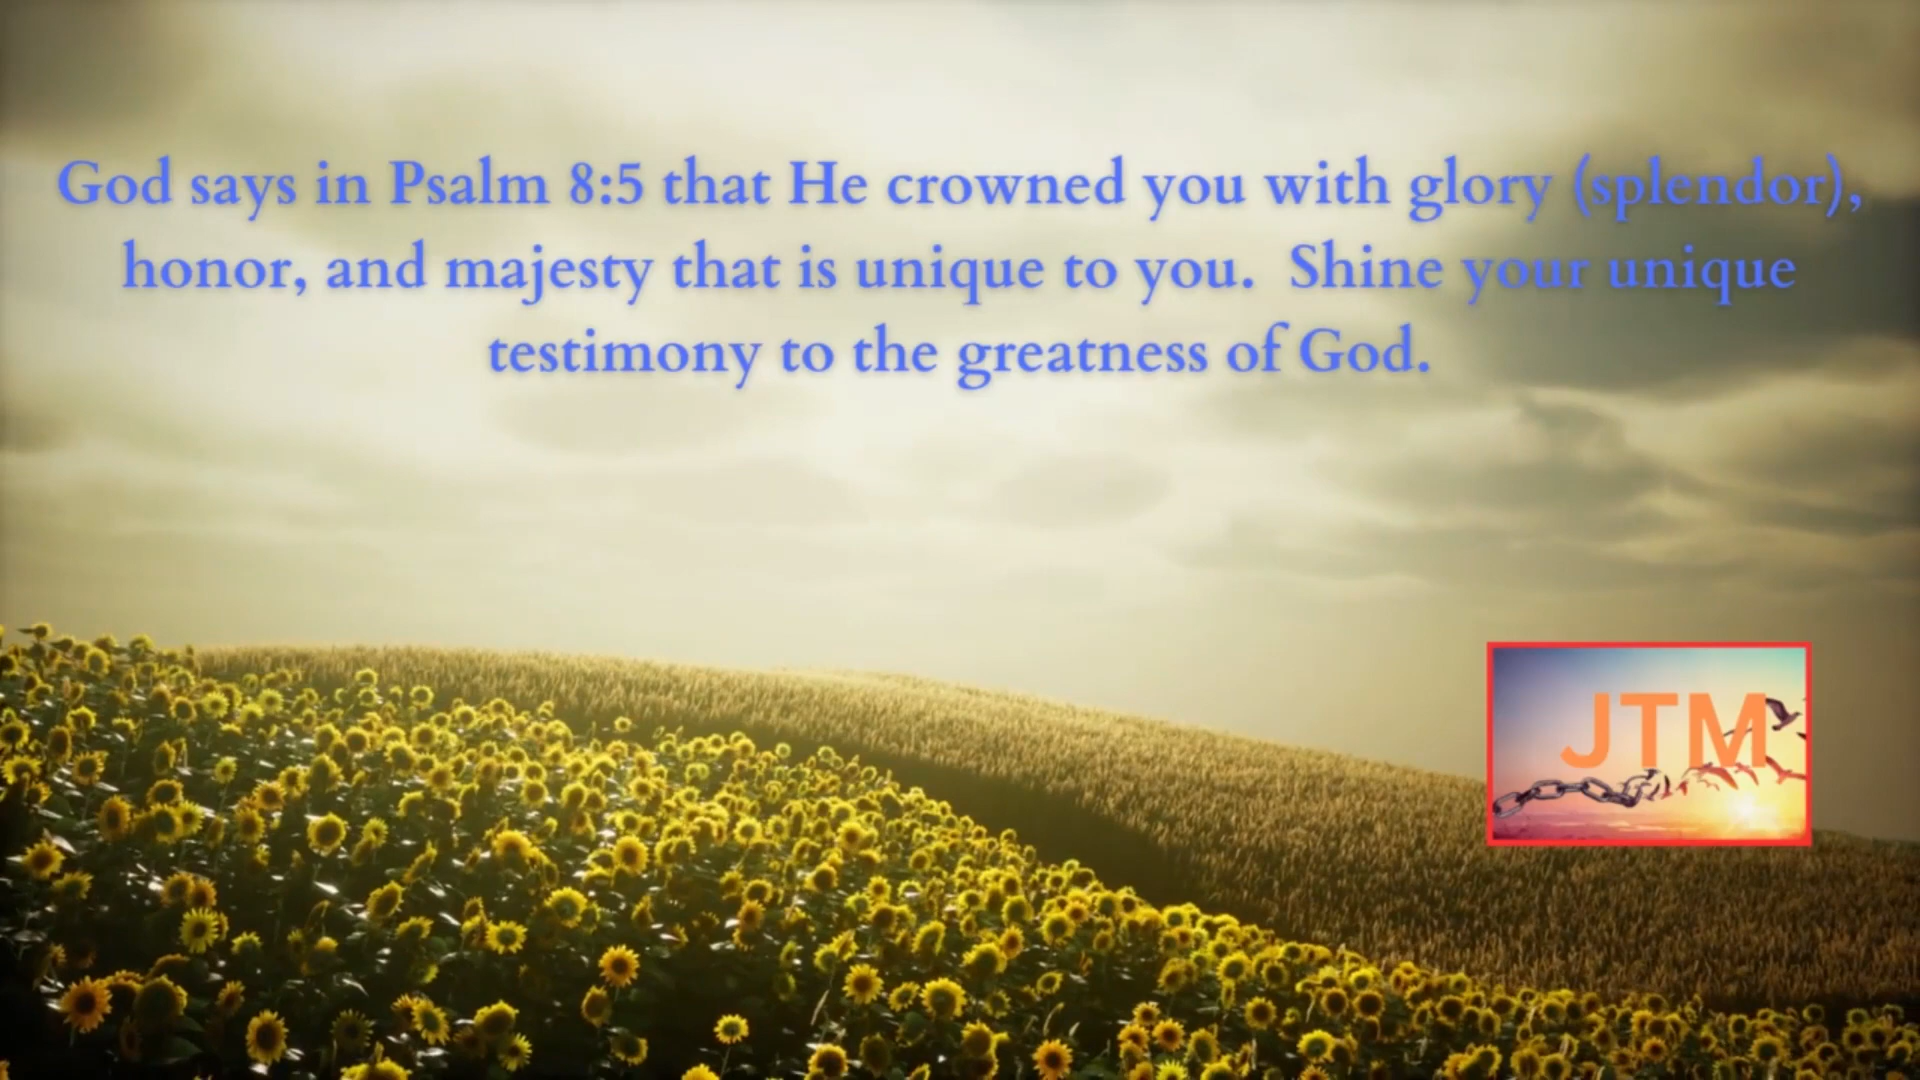 God says in Psalm 8:5 that He crowned you with glory (splendor),
honor, and majesty that is unique to you.  Shine your unique
testimony to the greatness of God.
JTM